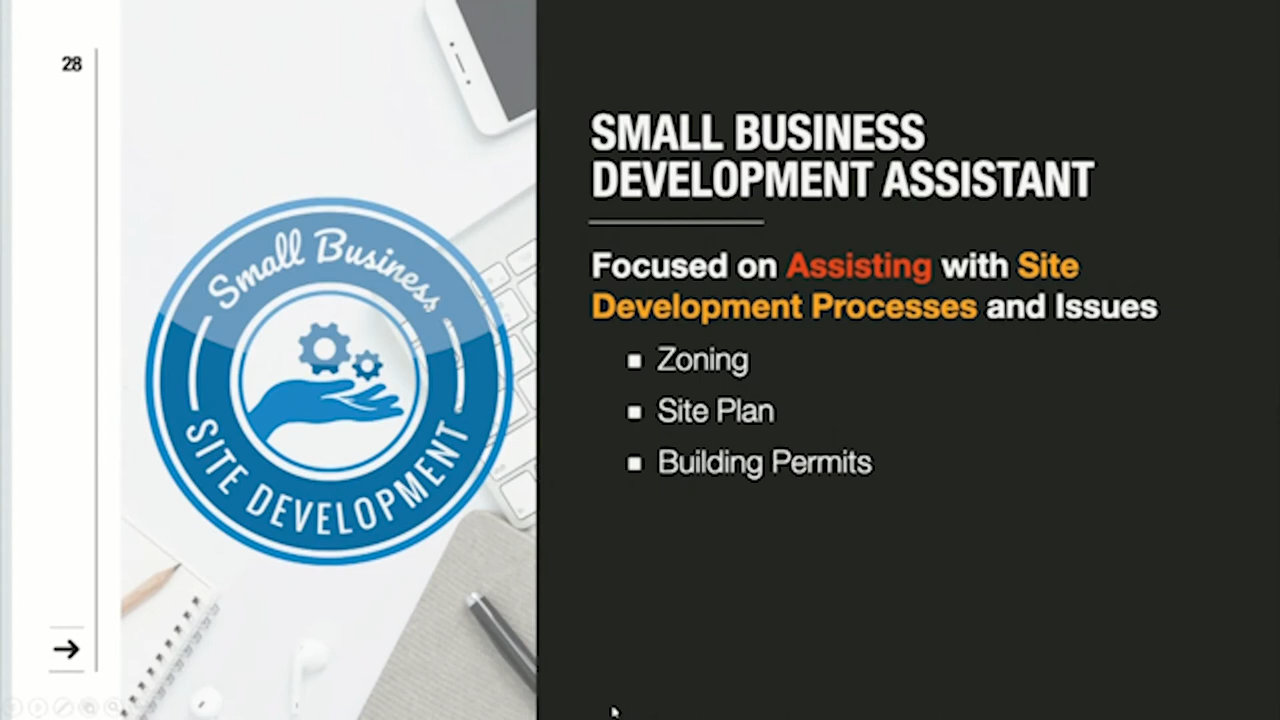 28
Small Business
SITE DEVELOPMENT
SMALL BUSINESS
DEVELOPMENT ASSISTANT
Focused on Assisting with Site
Development Processes and Issues
Zoning
Site Plan
Building Permits